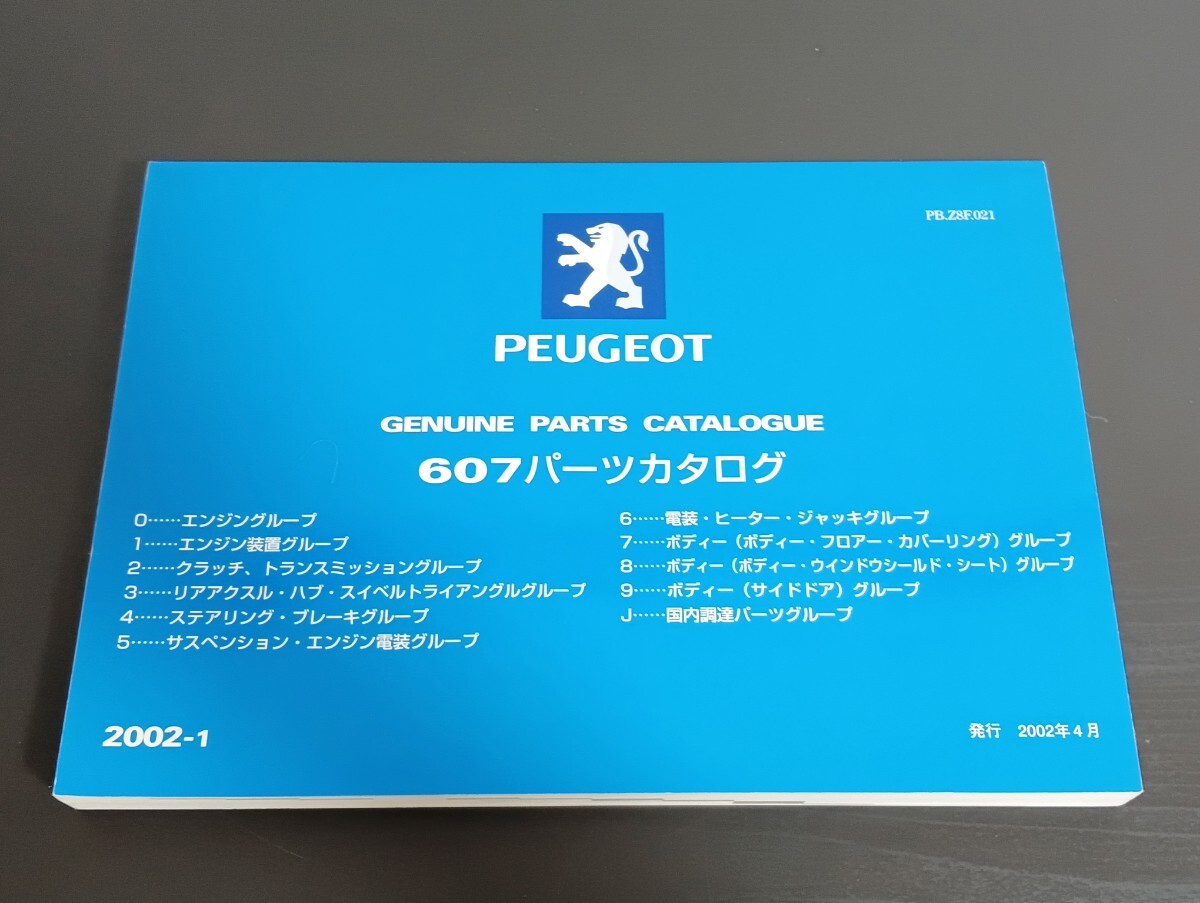 PB.Z8F.021
PEUGEOT
GENUINE PARTS CATALOGUE
607パーツカタログ
0……エンジングループ
1……エンジン装置グループ
2……クラッチ、トランスミッショングループ
3……リアアクスル・ハブ・スイベルトライアングルグループ
4……ステアリング・ブレーキグループ
5……サスペンション・エンジン電装グループ
6……電装・ヒーター・ジャッキグループ
7……ボディー（ボディー・フロアー・カバーリング）グループ
8……ボディー（ボディー・ウインドウシールド・シート）グループ
9……ボディー（サイドドア）グループ
J……国内調達パーツグループ
2002-1
発行 2002年4月